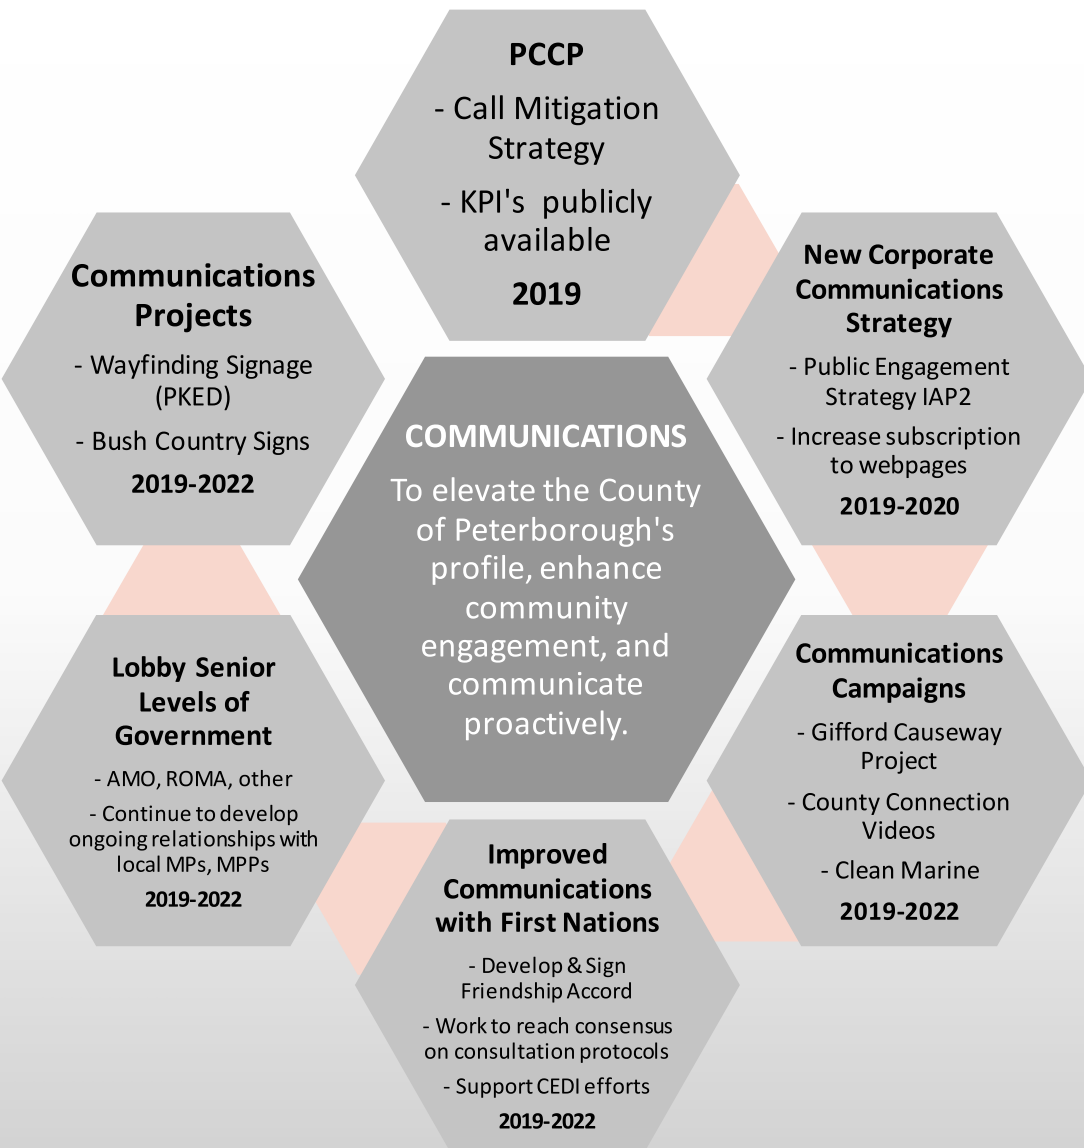 PCCP
- Call Mitigation
Strategy
- KPI's publicly
available
2019
New Corporate
Communications
Strategy
- Public Engagement
Strategy IAP2
- Increase subscription
to webpages
2019-2020
Communications
Campaigns
- Gifford Causeway
Project
- County Connection
Videos
- Clean Marine
2019-2022
Improved
Communications
with First Nations
- Develop & Sign
Friendship Accord
- Work to reach consensus
on consultation protocols
- Support CEDI efforts
2019-2022
Lobby Senior
Levels of
Government
- AMO, ROMA, other
- Continue to develop
ongoing relationships with
local MPs, MPPs
2019-2022
Communications
Projects
- Wayfinding Signage
(PKED)
- Bush Country Signs
2019-2022
COMMUNICATIONS
To elevate the County
of Peterborough's
profile, enhance
community
engagement, and
communicate
proactively.